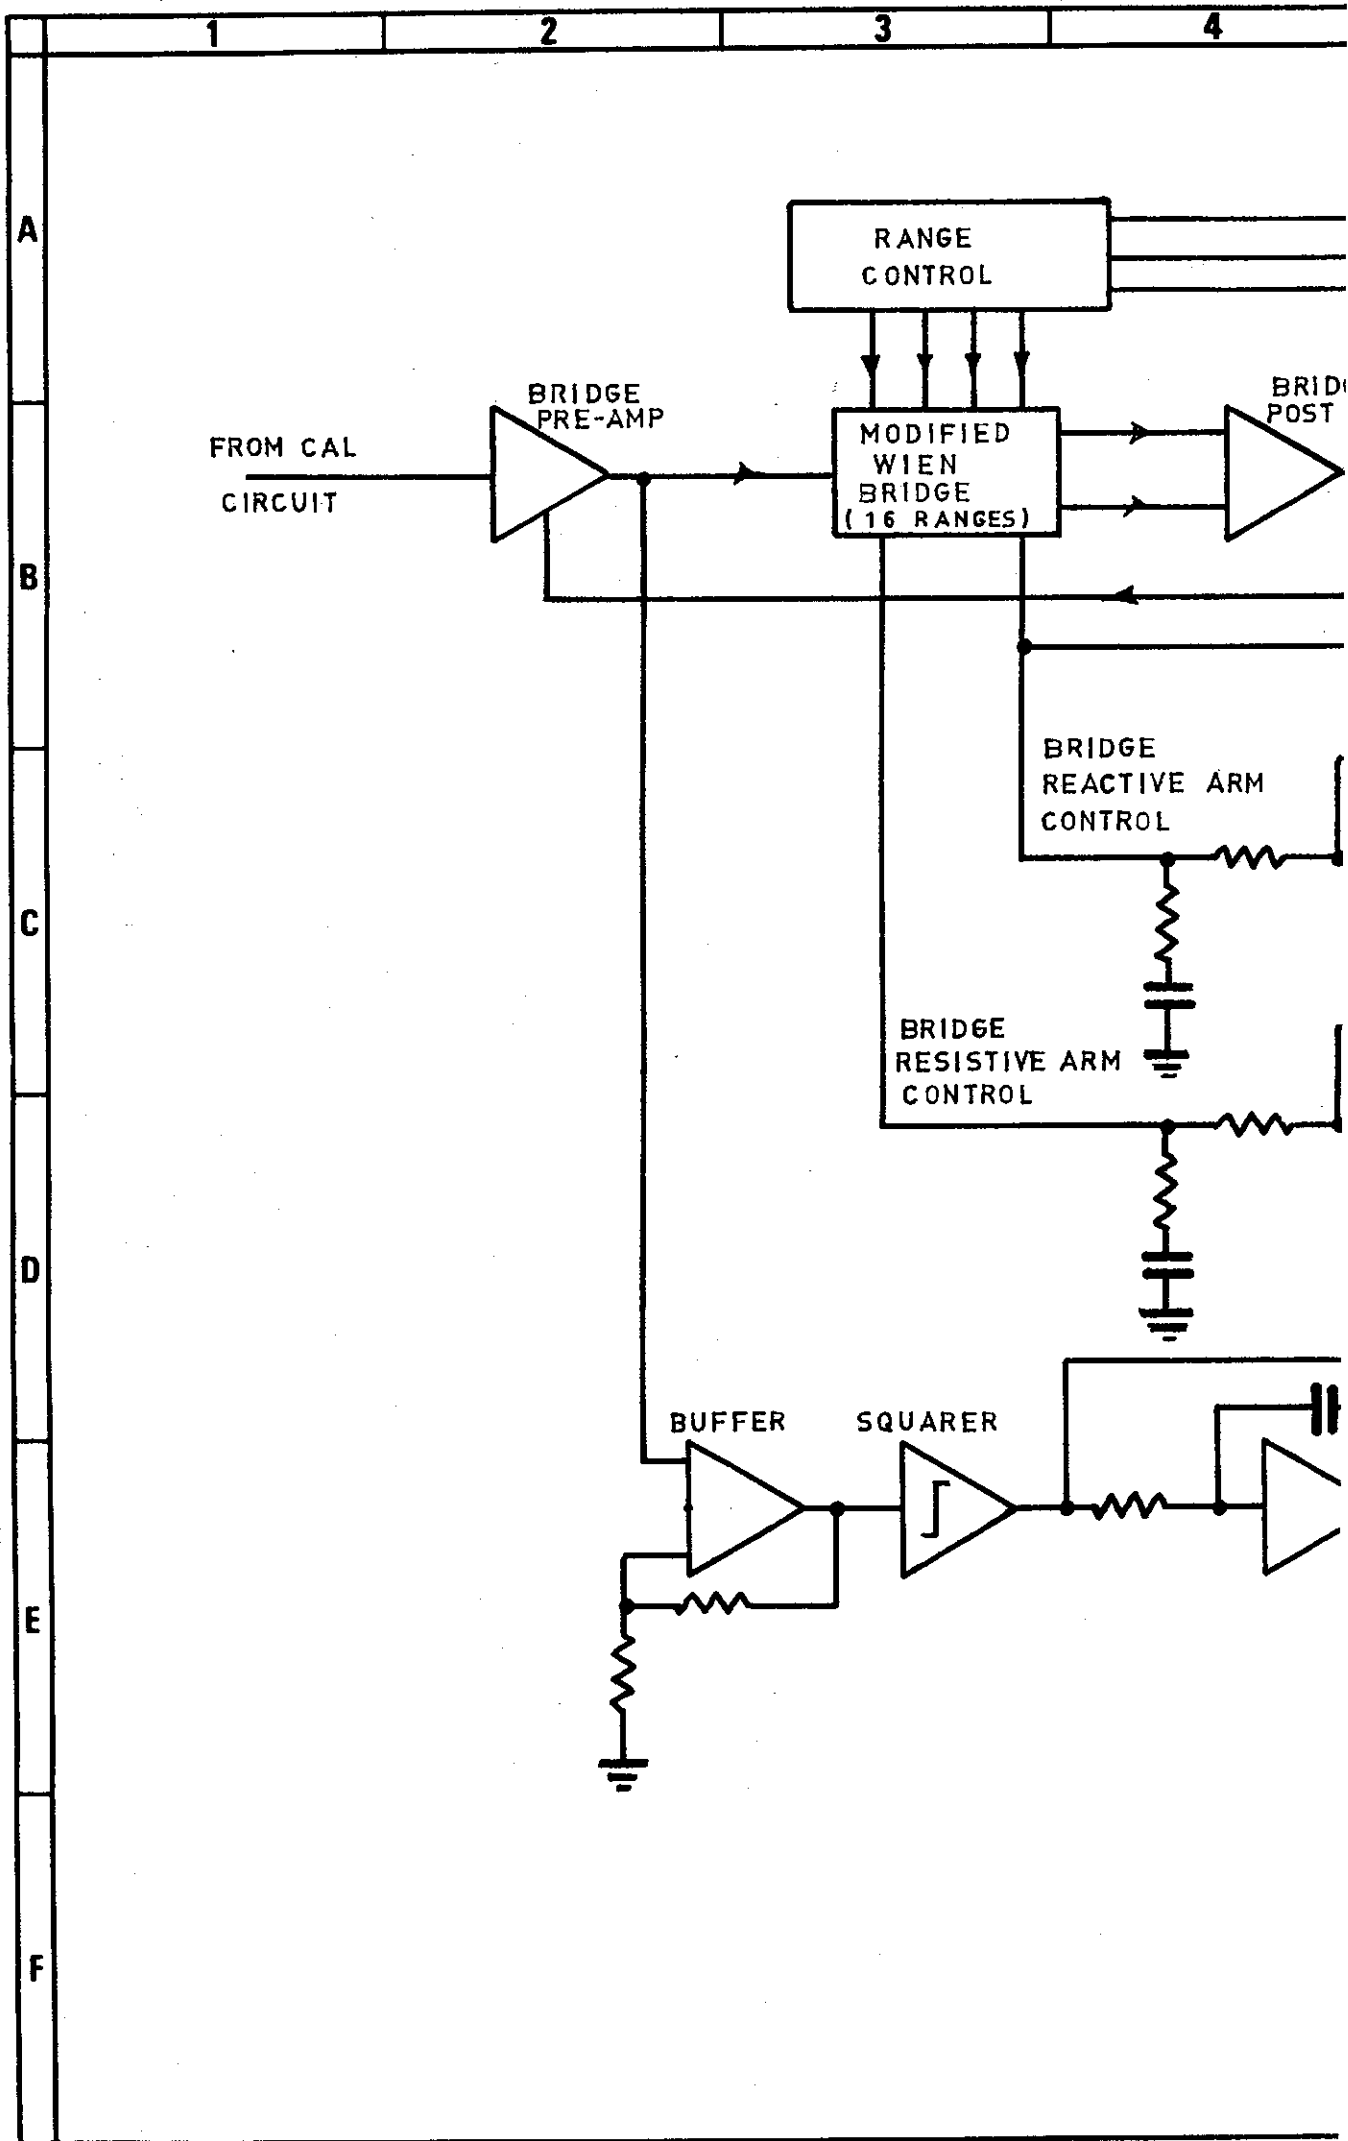 1 2 3 4
A
RANGE
CONTROL
BRIDGE
PRE-AMP
FROM CAL
CIRCUIT
MODIFIED
WIEN
BRIDGE
(16 RANGES)
POST
B
BRIDGE
REACTIVE ARM
CONTROL
C
BRIDGE
RESISTIVE ARM
CONTROL
D
BUFFER
SQUARER
E
F